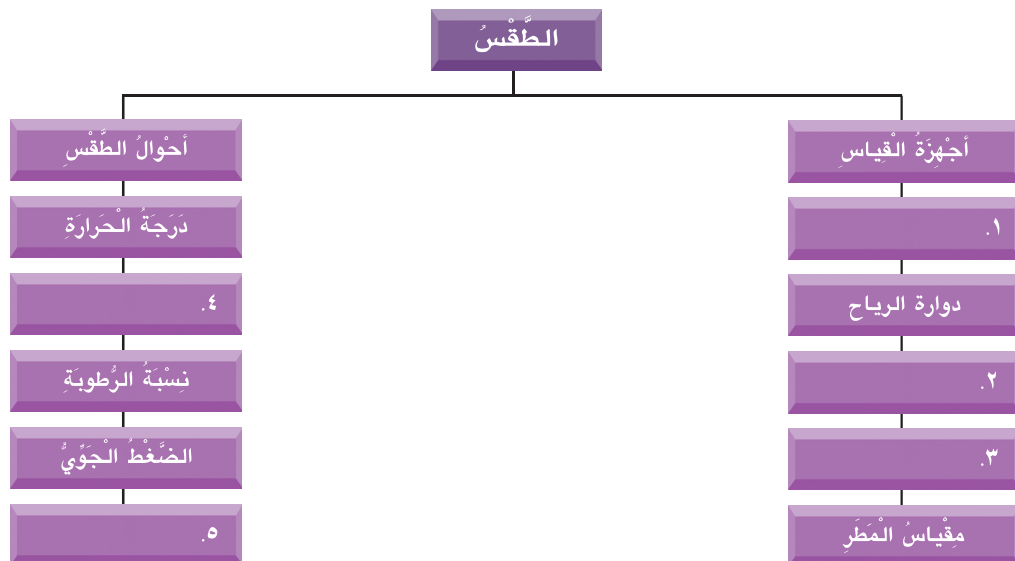 الطَّقْسُ
أَجْهِزَةُ الْقِياسِ
١.
دوارة الرياح
٢.
٣.
مِقْياسُ الْمَطَرِ
أَحْوالُ الطَّقْسِ
دَرَجَةُ الْحَرارَةِ
٤.
نِسْبَةُ الرُّطوبَةِ
الضَّغْطُ الْجَوِّيُّ
٥.